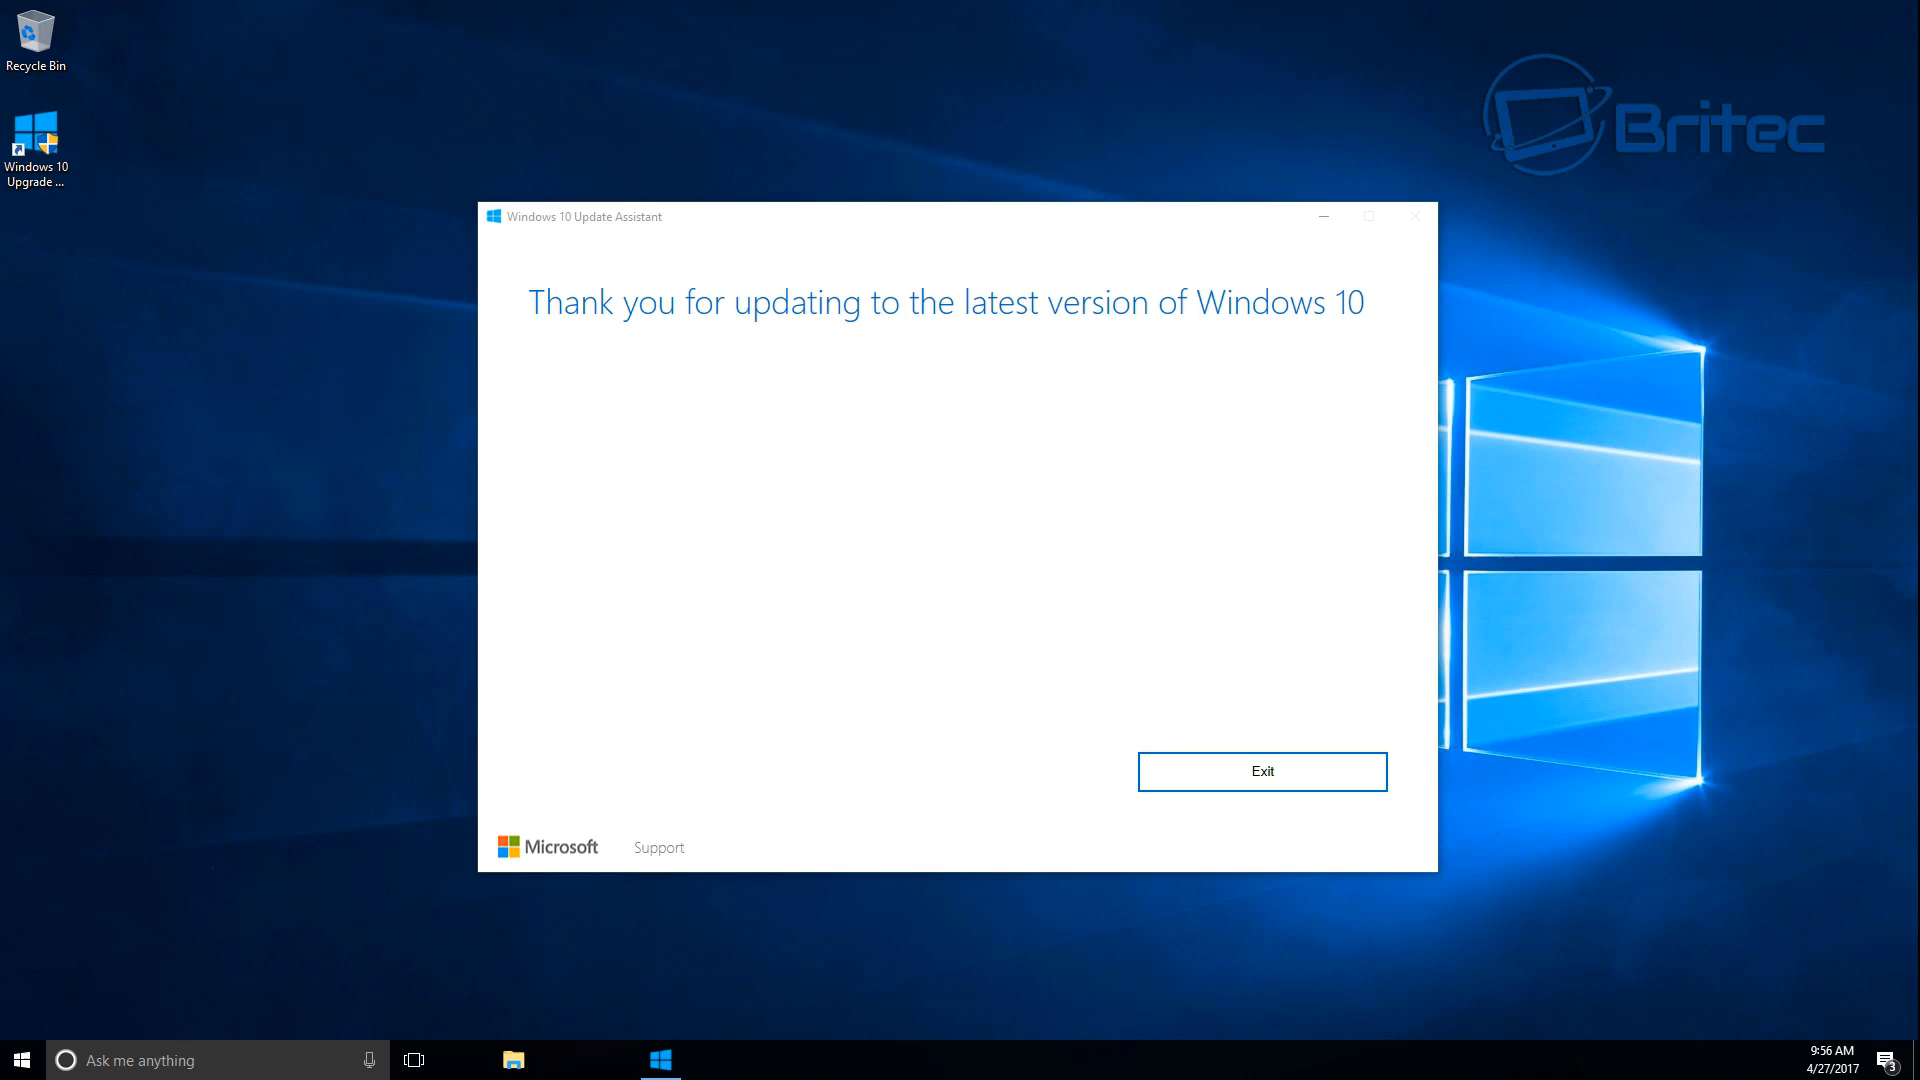 Recycle Bin
Windows 10
Upgrade ...
Britec
Windows 10 Update Assistant
Thank you for updating to the latest version of Windows 10
Exit
Microsoft
Support
Ask me anything
9:56 AM
4/27/2017
3